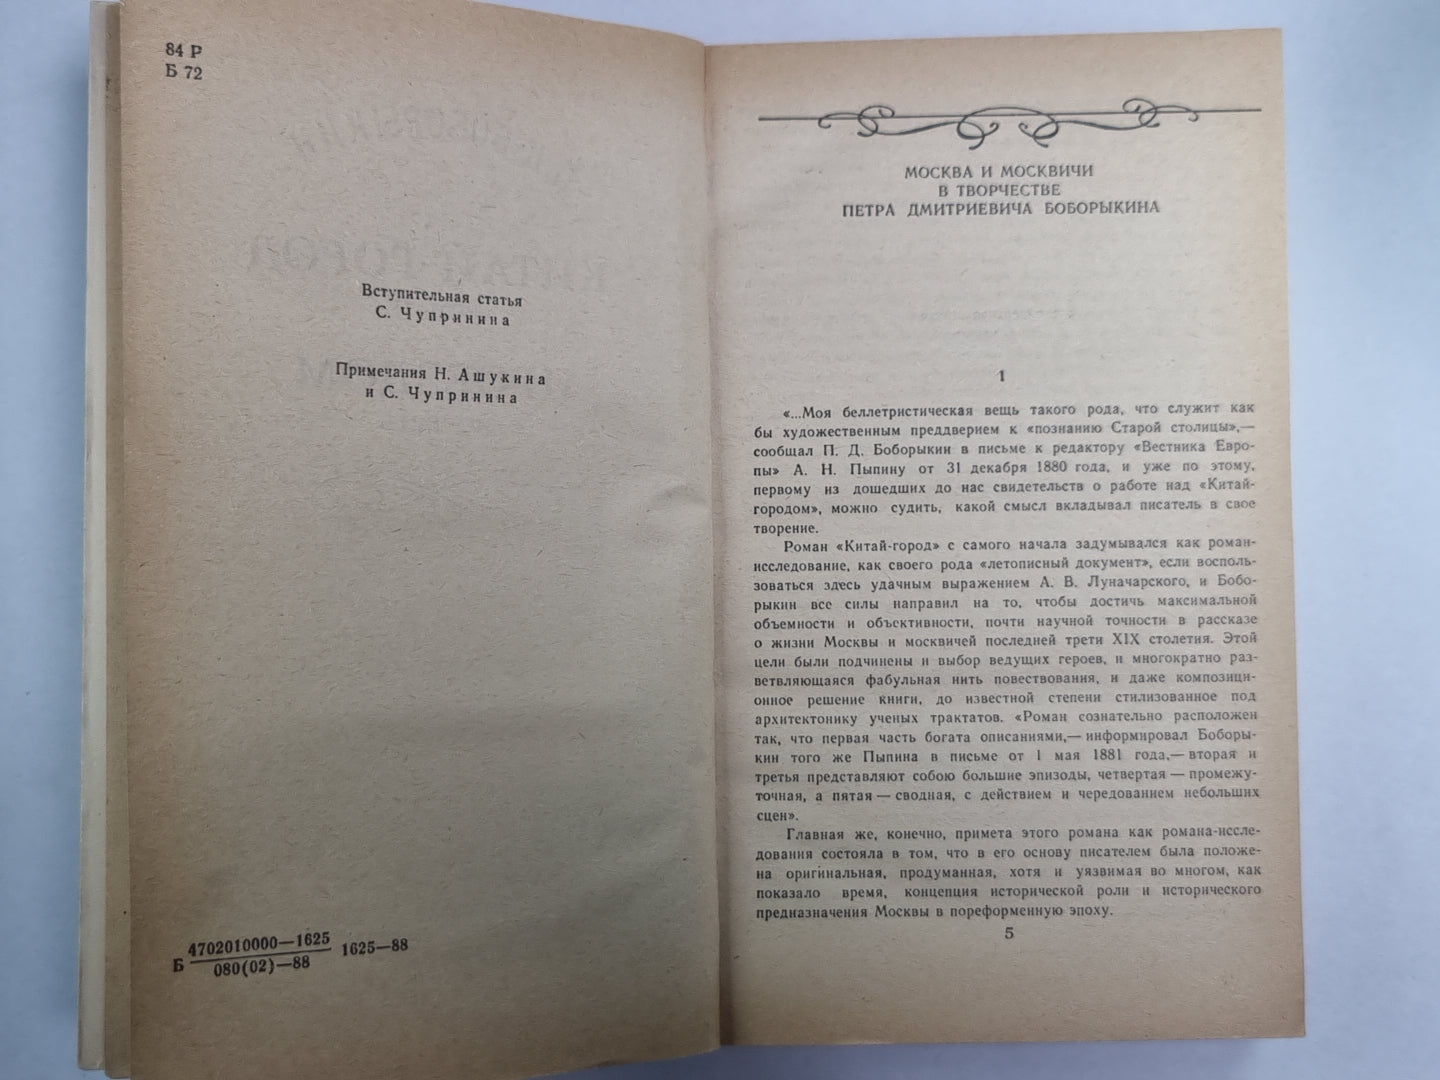 84 Р
Б 72
Вступительная статья
С. Чупринина
Примечания Н. Ашукина
и С. Чупринина
Б 4702010000—1625 1625—88
080(02)—88
МОСКВА И МОСКВИЧИ
В ТВОРЧЕСТВЕ
ПЕТРА ДМИТРИЕВИЧА БОБОРЫКИНА
1
«...Моя беллетристическая вещь такого рода, что служит как
бы художественным преддверием к «познанию Старой столицы»,—
сообщал П. Д. Боборыкин в письме к редактору «Вестника Евро-
пы» А. Н. Пыпину от 31 декабря 1880 года, и уже по этому,
первому из дошедших до нас свидетельств о работе над «Китай-
городом», можно судить, какой смысл вкладывал писатель в свое
творение.
Роман «Китай-город» с самого начала задумывался как роман-
исследование, как своего рода «летописный документ», если восполь-
зоваться здесь удачным выражением А. В. Луначарского, и Бобо-
рыкин все силы направил на то, чтобы достичь максимальной
объемности и объективности, почти научной точности в рассказе
о жизни Москвы и москвичей последней трети XIX столетия. Этой
цели были подчинены и выбор ведущих героев, и многократно раз-
ветвляющаяся фабульная нить повествования, и даже композици-
онное решение книги, до известной степени стилизованное под
архитектонику ученых трактатов. «Роман сознательно расположен
так, что первая часть богата описаниями,— информировал Боборы-
кин того же Пыпина в письме от 1 мая 1881 года,— вторая и
третья представляют собою большие эпизоды, четвертая — промежу-
точная, а пятая — сводная, с действием и чередованием небольших
сцен».
Главная же, конечно, примета этого романа как романа-иссле-
дования состояла в том, что в его основу писателем была положе-
на оригинальная, продуманная, хотя и уязвимая во многом, как
показало время, концепция исторической роли и исторического
предназначения Москвы в пореформенную эпоху.
5